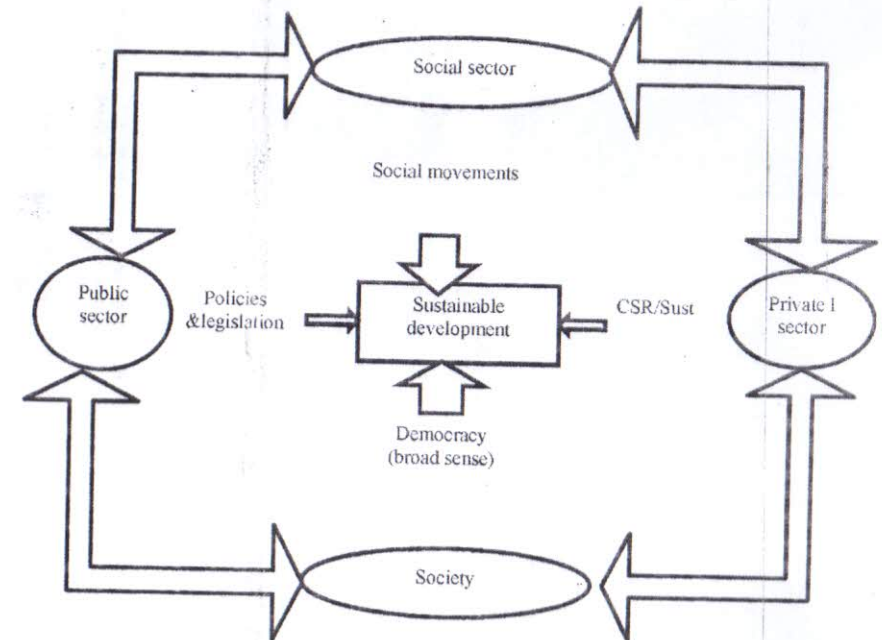 Social sector
Social movements
Public
sector
Policies
&legislation
Sustainable
development
CSR/Sust
Private l
sector
Democracy
(broad sense)
Society